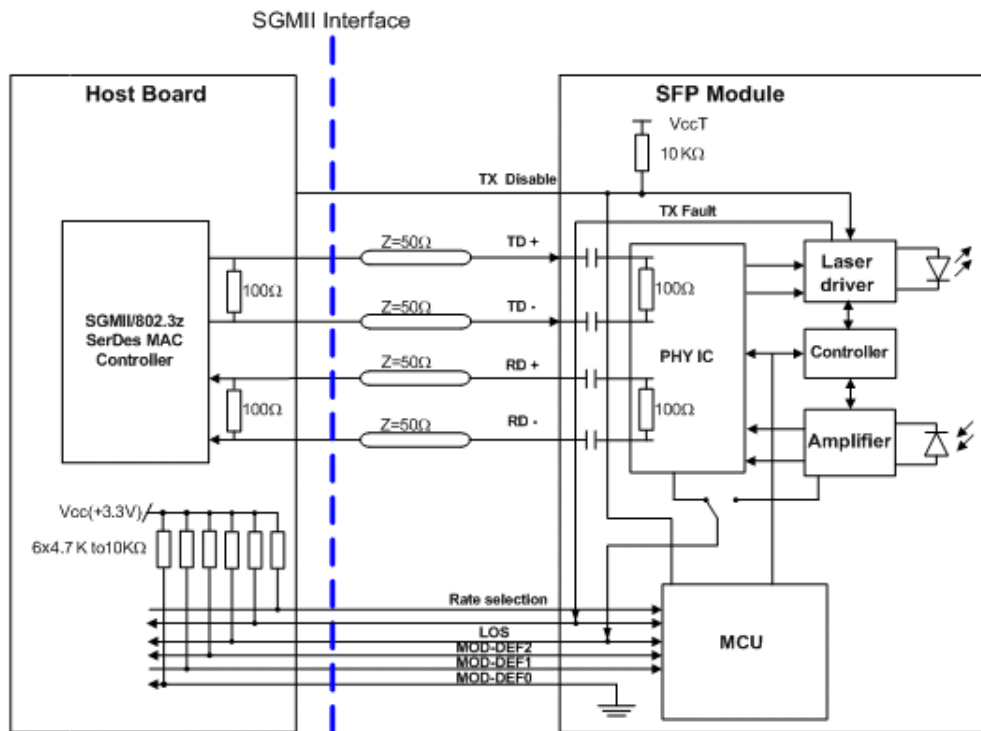 SGMII Interface
Host Board
SFP Module
VccT
10 KΩ
TX Disable
TX Fault
Z=50Ω
TD +
100Ω
100Ω
Laser
driver
SGMII/802.3z
SerDes MAC
Controller
Z=50Ω
TD -
PHY IC
Controller
Z=50Ω
RD +
100Ω
100Ω
Z=50Ω
RD -
Amplifier
Vcc(+3.3V)
6x4.7 K to10KΩ
Rate selection
LOS
MOD-DEF2
MOD-DEF1
MOD-DEF0
MCU